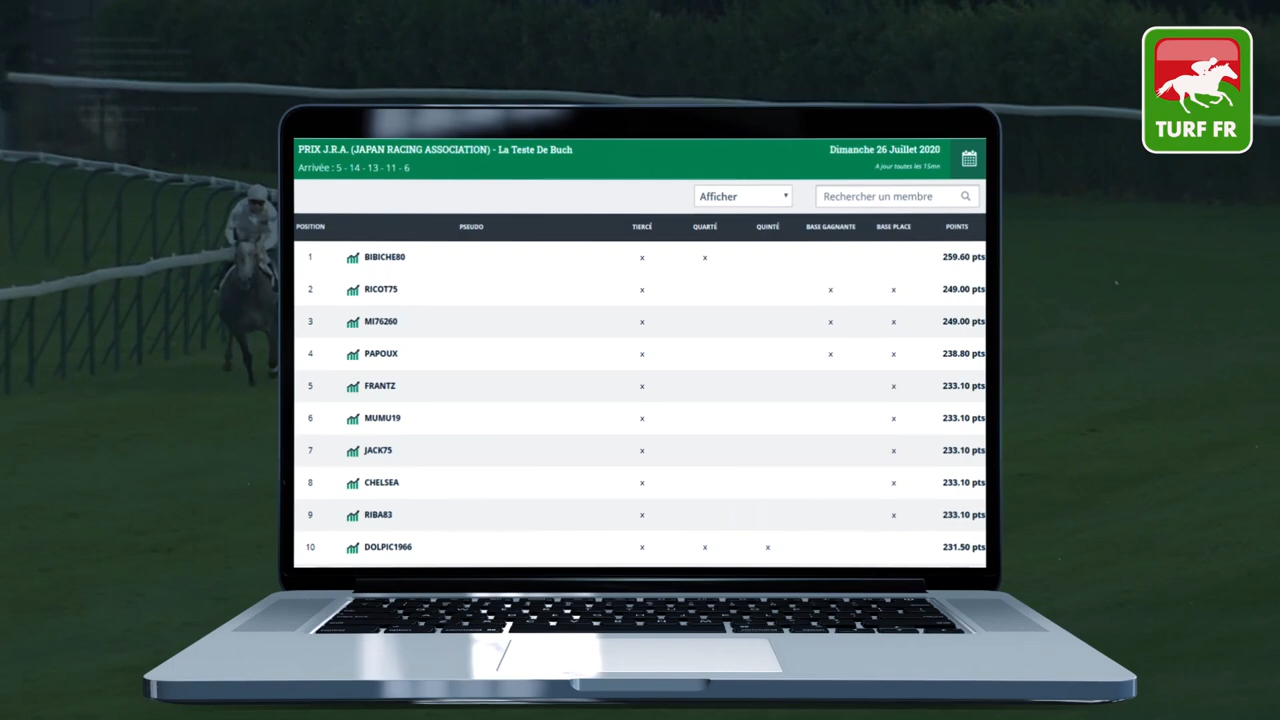 TURF FR
PRIX J.R.A. (JAPAN RACING ASSOCIATION) - La Teste De Buch
Dimanche 26 Juillet 2020
Arrivée : 5 - 14 - 13 - 11 - 6
A jour toutes les 15mn
Afficher
Rechercher un membre
POSITION PSEUDO TIERCÉ QUARTÉ QUINTÉ BASE GAGNANTE BASE PLACE POINTS
1 BIBICHE80 x x 259.60 pts
2 RICOT75 x x x 249.00 pts
3 MI76260 x x x 249.00 pts
4 PAPOUX x x x 238.80 pts
5 FRANTZ x x 233.10 pts
6 MUMU19 x x 233.10 pts
7 JACK75 x x 233.10 pts
8 CHELSEA x x 233.10 pts
9 RIBA83 x x 233.10 pts
10 DOLPIC1966 x x x 231.50 pts